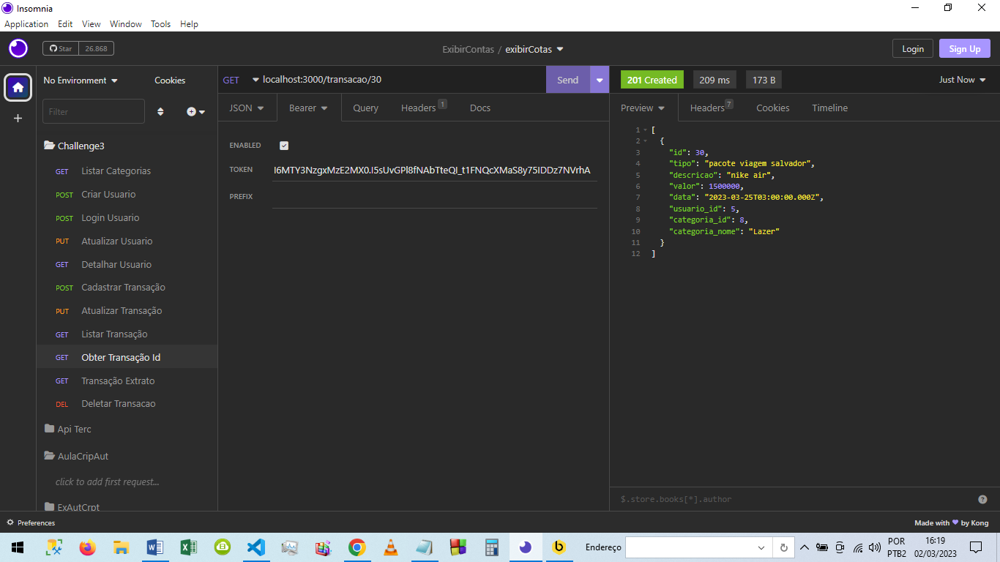 Insomnia
Application Edit View Window Tools Help
Star 26.868
ExibirContas / exibirCotas
Login Sign Up
No Environment Cookies
Filter
Challenge3
GET Listar Categorias
POST Criar Usuario
POST Login Usuario
PUT Atualizar Usuario
GET Detalhar Usuario
POST Cadastrar Transação
PUT Atualizar Transação
GET Listar Transação
GET Obter Transação Id
GET Transação Extrato
DEL Deletar Transacao
Api Terc
AulaCripAut
click to add first request...
ExAutCrpt
GET localhost:3000/transacao/30 Send
JSON Bearer Query Headers 1 Docs
ENABLED
TOKEN I6MTY3NzgxMzE2MX0.I5sUvGPl8fNAbTteQI_t1FNQcXMaS8y75IDDz7NVrhA
PREFIX
201 Created 209 ms 173 B Just Now
Preview Headers 7 Cookies Timeline
1 [
2 {
3 "id": 30,
4 "tipo": "pacote viagem salvador",
5 "descricao": "nike air",
6 "valor": 1500000,
7 "data": "2023-03-25T03:00:00.000Z",
8 "usuario_id": 5,
9 "categoria_id": 8,
10 "categoria_nome": "Lazer"
11 }
12 ]
$.store.books[*].author
Preferences
Made with by Kong
Endereço
POR
PTB2
16:19
02/03/2023